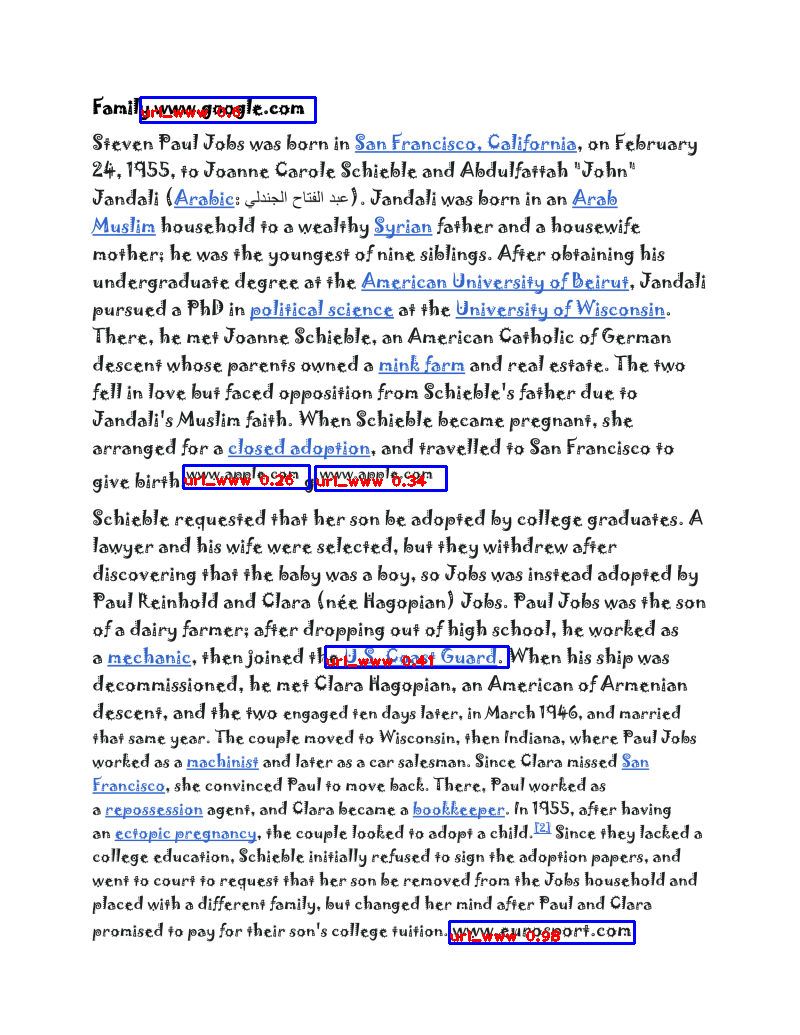 Family www.google.com
url_www 0.6
Steven Paul Jobs was born in San Francisco, California, on February
24, 1955, to Joanne Carole Schieble and Abdulfattah "John"
Jandali (Arabic: عبد الفتاح الجندلي). Jandali was born in an Arab
Muslim household to a wealthy Syrian father and a housewife
mother; he was the youngest of nine siblings. After obtaining his
undergraduate degree at the American University of Beirut, Jandali
pursued a PhD in political science at the University of Wisconsin.
There, he met Joanne Schieble, an American Catholic of German
descent whose parents owned a mink farm and real estate. The two
fell in love but faced opposition from Schieble's father due to
Jandali's Muslim faith. When Schieble became pregnant, she
arranged for a closed adoption, and travelled to San Francisco to
give birth www.apple.com g www.apple.com
url_www 0.26 url_www 0.34
Schieble requested that her son be adopted by college graduates. A
lawyer and his wife were selected, but they withdrew after
discovering that the baby was a boy, so Jobs was instead adopted by
Paul Reinhold and Clara (née Hagopian) Jobs. Paul Jobs was the son
of a dairy farmer; after dropping out of high school, he worked as
a mechanic, then joined the U.S. Coast Guard. When his ship was
url_www 0.41
decommissioned, he met Clara Hagopian, an American of Armenian
descent, and the two engaged ten days later, in March 1946, and married
that same year. The couple moved to Wisconsin, then Indiana, where Paul Jobs
worked as a machinist and later as a car salesman. Since Clara missed San
Francisco, she convinced Paul to move back. There, Paul worked as
a repossession agent, and Clara became a bookkeeper. In 1955, after having
an ectopic pregnancy, the couple looked to adopt a child.[2] Since they lacked a
college education, Schieble initially refused to sign the adoption papers, and
went to court to request that her son be removed from the Jobs household and
placed with a different family, but changed her mind after Paul and Clara
promised to pay for their son's college tuition. www.eurosport.com
url_www 0.98